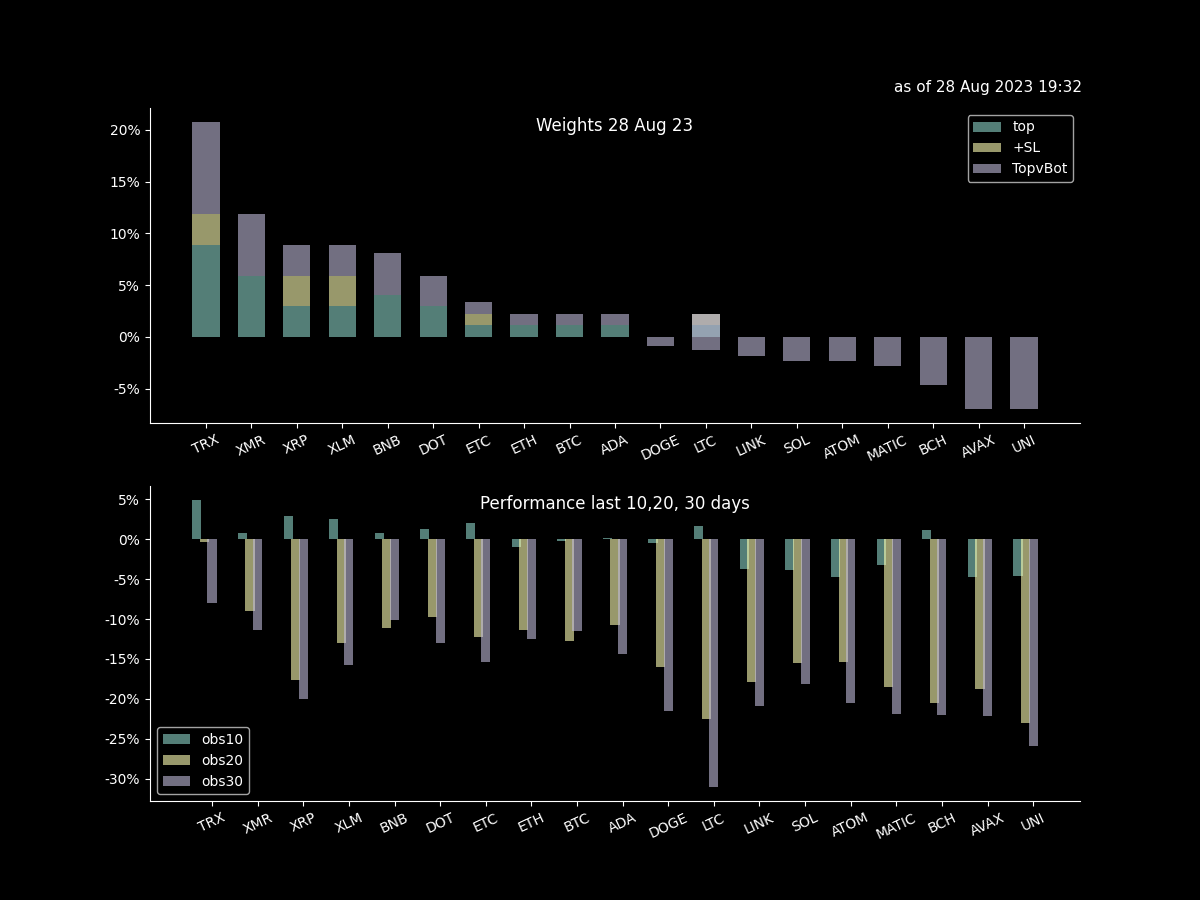 as of 28 Aug 2023 19:32
Weights 28 Aug 23
top
+SL
TopvBot
20%
15%
10%
5%
0%
-5%
TRX XMR XRP XLM BNB DOT ETC ETH BTC ADA DOGE LTC LINK SOL ATOM MATIC BCH AVAX UNI
Performance last 10,20, 30 days
5%
0%
-5%
-10%
-15%
-20%
-25%
-30%
obs10
obs20
obs30
TRX XMR XRP XLM BNB DOT ETC ETH BTC ADA DOGE LTC LINK SOL ATOM MATIC BCH AVAX UNI